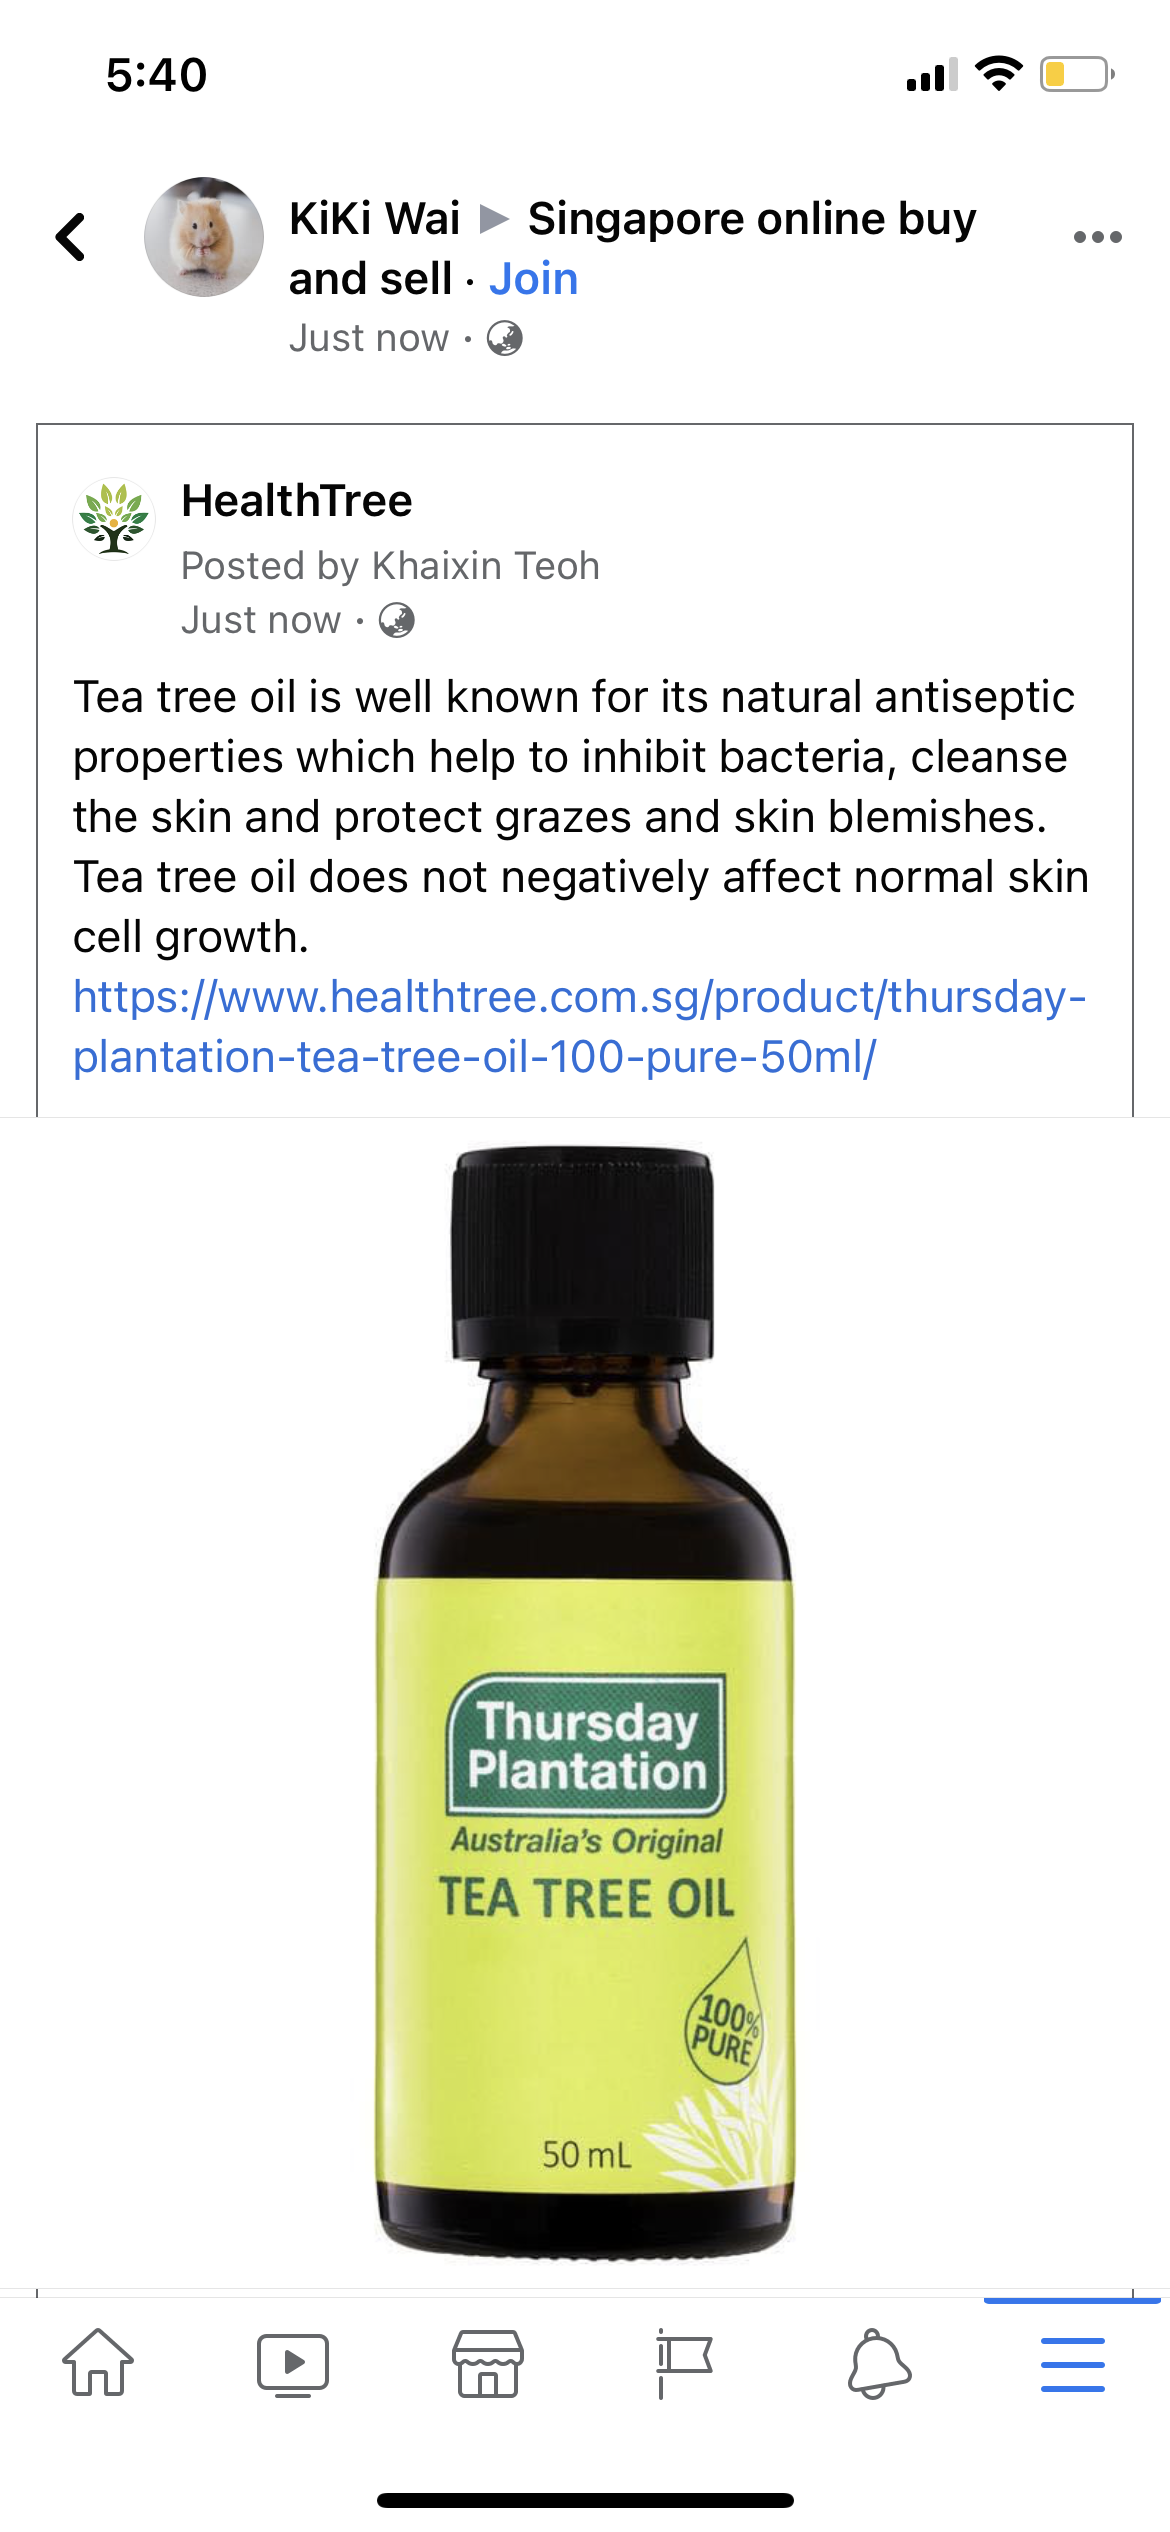 5:40
KiKi Wai ▶ Singapore online buy
and sell · Join
Just now ·
HealthTree
Posted by Khaixin Teoh
Just now ·
Tea tree oil is well known for its natural antiseptic
properties which help to inhibit bacteria, cleanse
the skin and protect grazes and skin blemishes.
Tea tree oil does not negatively affect normal skin
cell growth.
https://www.healthtree.com.sg/product/thursday-
plantation-tea-tree-oil-100-pure-50ml/
Thursday
Plantation
Australia's Original
TEA TREE OIL
100%
PURE
50 mL